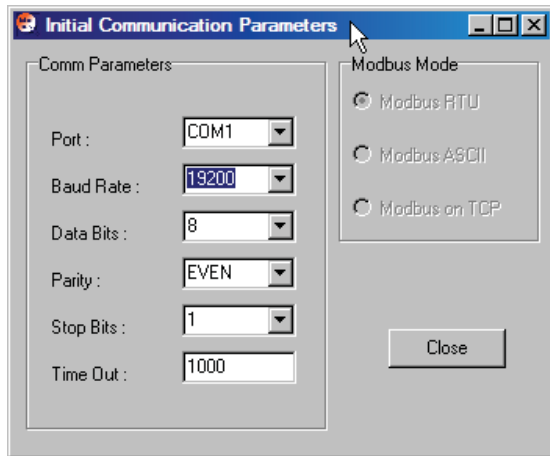 Initial Communication Parameters
Comm Parameters
Port : COM1
Baud Rate : 19200
Data Bits : 8
Parity : EVEN
Stop Bits : 1
Time Out : 1000
Modbus Mode
Modbus RTU
Modbus ASCII
Modbus on TCP
Close